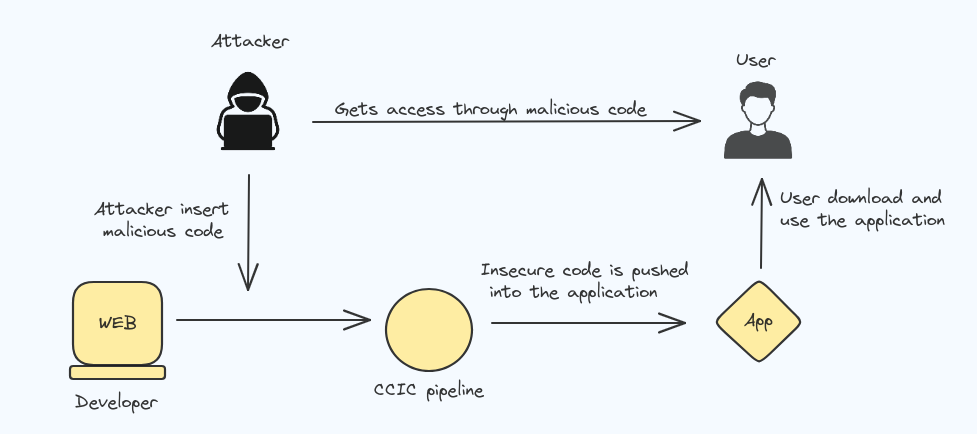 Attacker
User
Gets access through malicious code
Attacker insert
malicious code
User download and
use the application
Insecure code is pushed
into the application
WEB
App
CCIC pipeline
Developer